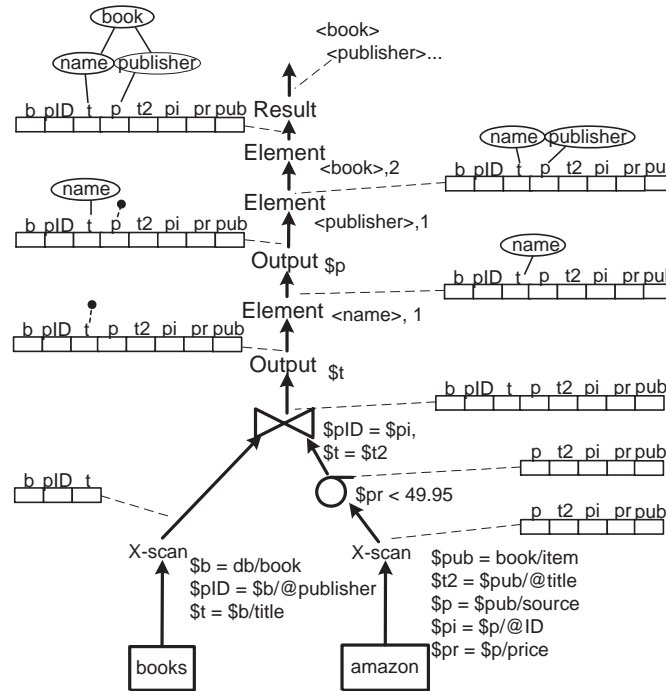 book
<book>
<publisher>...
name publisher
b pID t p t2 pi pr pub
Result
name publisher
Element
<book>,2
b pID t p t2 pi pr pub
name
Element
<publisher>,1
b pID t p t2 pi pr pub
name
Output $p
b pID t p t2 pi pr pub
Element <name>, 1
b pID t p t2 pi pr pub
Output $t
b pID t p t2 pi pr pub
$pID = $pi,
$t = $t2
p t2 pi pr pub
b pID t
$pr < 49.95
p t2 pi pr pub
X-scan
$b = db/book
$pID = $b/@publisher
$t = $b/title
X-scan
$pub = book/item
$t2 = $pub/@title
$p = $pub/source
$pi = $p/@ID
$pr = $p/price
books
amazon